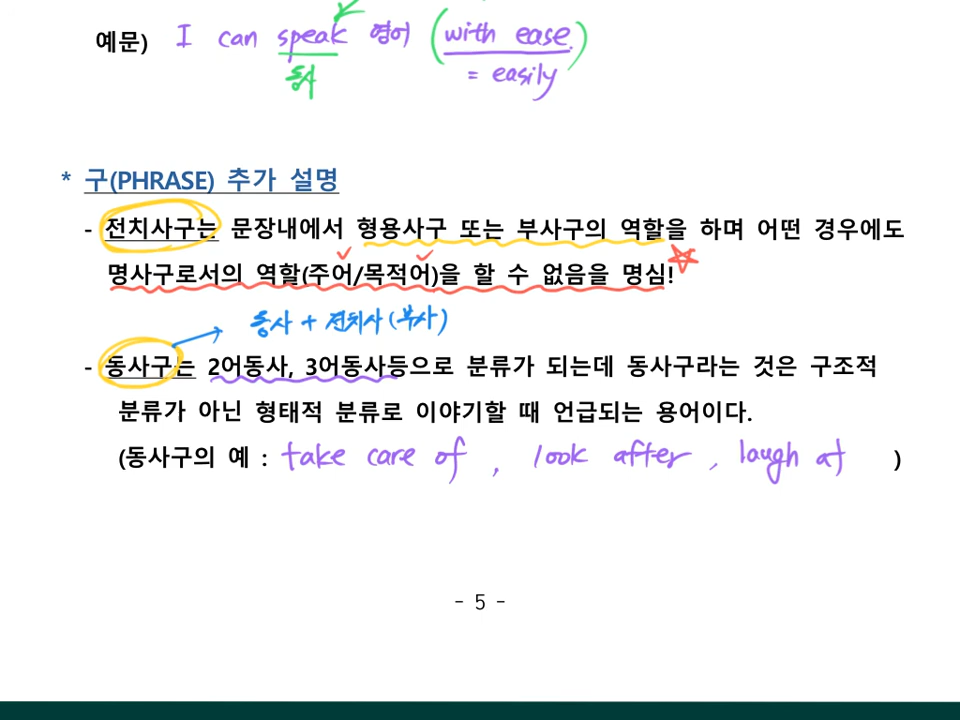 예문) I can speak 영어 (with ease.)
동사
= easily
* 구(PHRASE) 추가 설명
- 전치사구는 문장내에서 형용사구 또는 부사구의 역할을 하며 어떤 경우에도
명사구로서의 역할(주어/목적어)을 할 수 없음을 명심!
동사 + 전치사(부사)
- 동사구는 2어동사, 3어동사등으로 분류가 되는데 동사구라는 것은 구조적
분류가 아닌 형태적 분류로 이야기할 때 언급되는 용어이다.
(동사구의 예 : take care of , look after , laugh at )
- 5 -